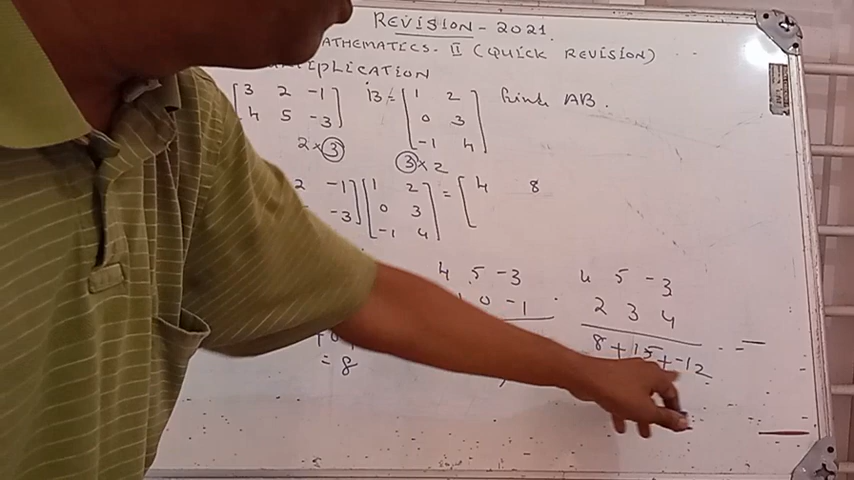 REVISION - 2021.
ATHEMATICS - II (QUICK REVISION)
IPLICATION
3 2 -1 B = 1 2 Find AB.
4 5 -3 0 3
-1 4
2 × 3 3 × 2
2 -1 1 2 = 4 8
-3 0 3
-1 4
4 5 -3 4 5 -3
0 -1 2 3 4
8 + 15 + -12
= 8